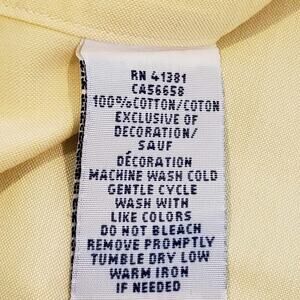 RN 41381
CA56658
100%COTTON/COTON
EXCLUSIVE OF
DECORATION/
SAUF
DÉCORATION
MACHINE WASH COLD
GENTLE CYCLE
WASH WITH
LIKE COLORS
DO NOT BLEACH
REMOVE PROMPTLY
TUMBLE DRY LOW
WARM IRON
IF NEEDED